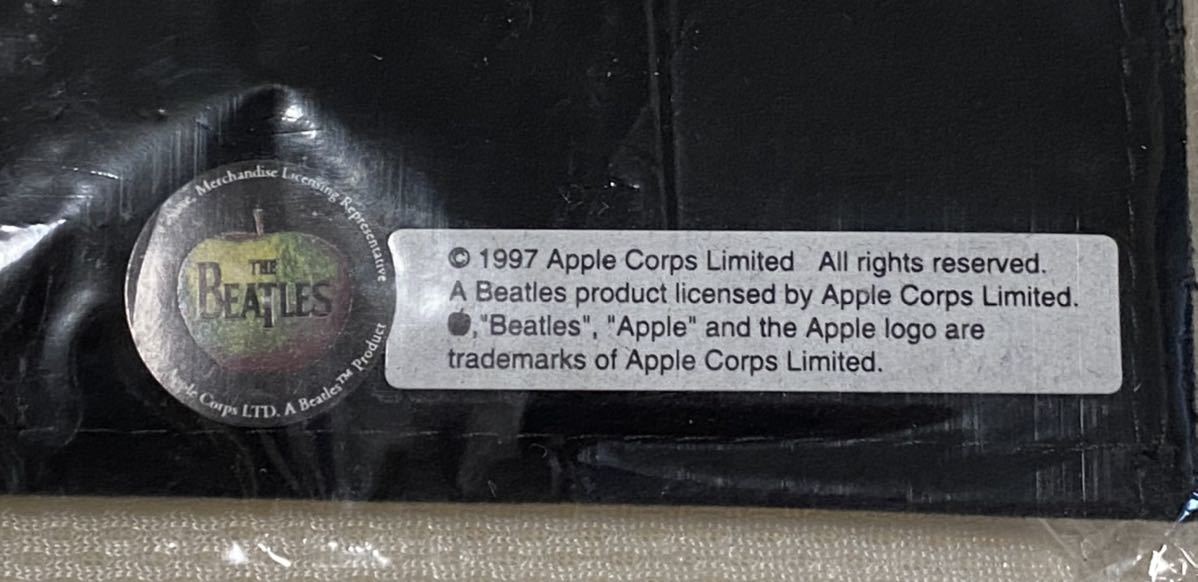 Merchandise Licensing Representative
THE
BEATLES
Apple Corps LTD. A Beatles™ Product
© 1997 Apple Corps Limited All rights reserved.
A Beatles product licensed by Apple Corps Limited.
, "Beatles", "Apple" and the Apple logo are
trademarks of Apple Corps Limited.